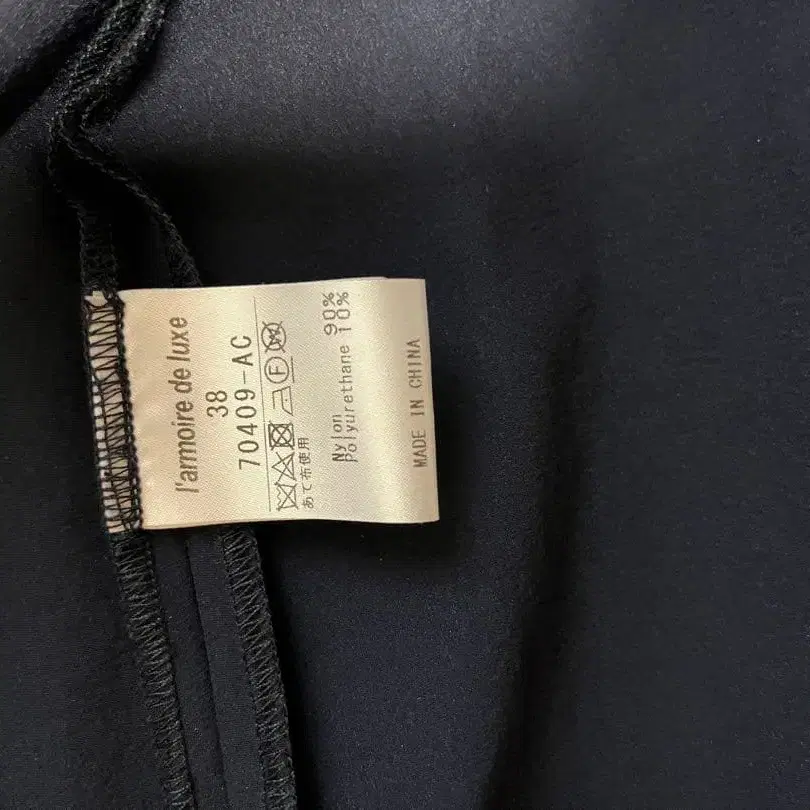 l'armoire de luxe
38
70409-AC
F W
あて布使用
Nylon 90%
Polyurethane 10%
MADE IN CHINA